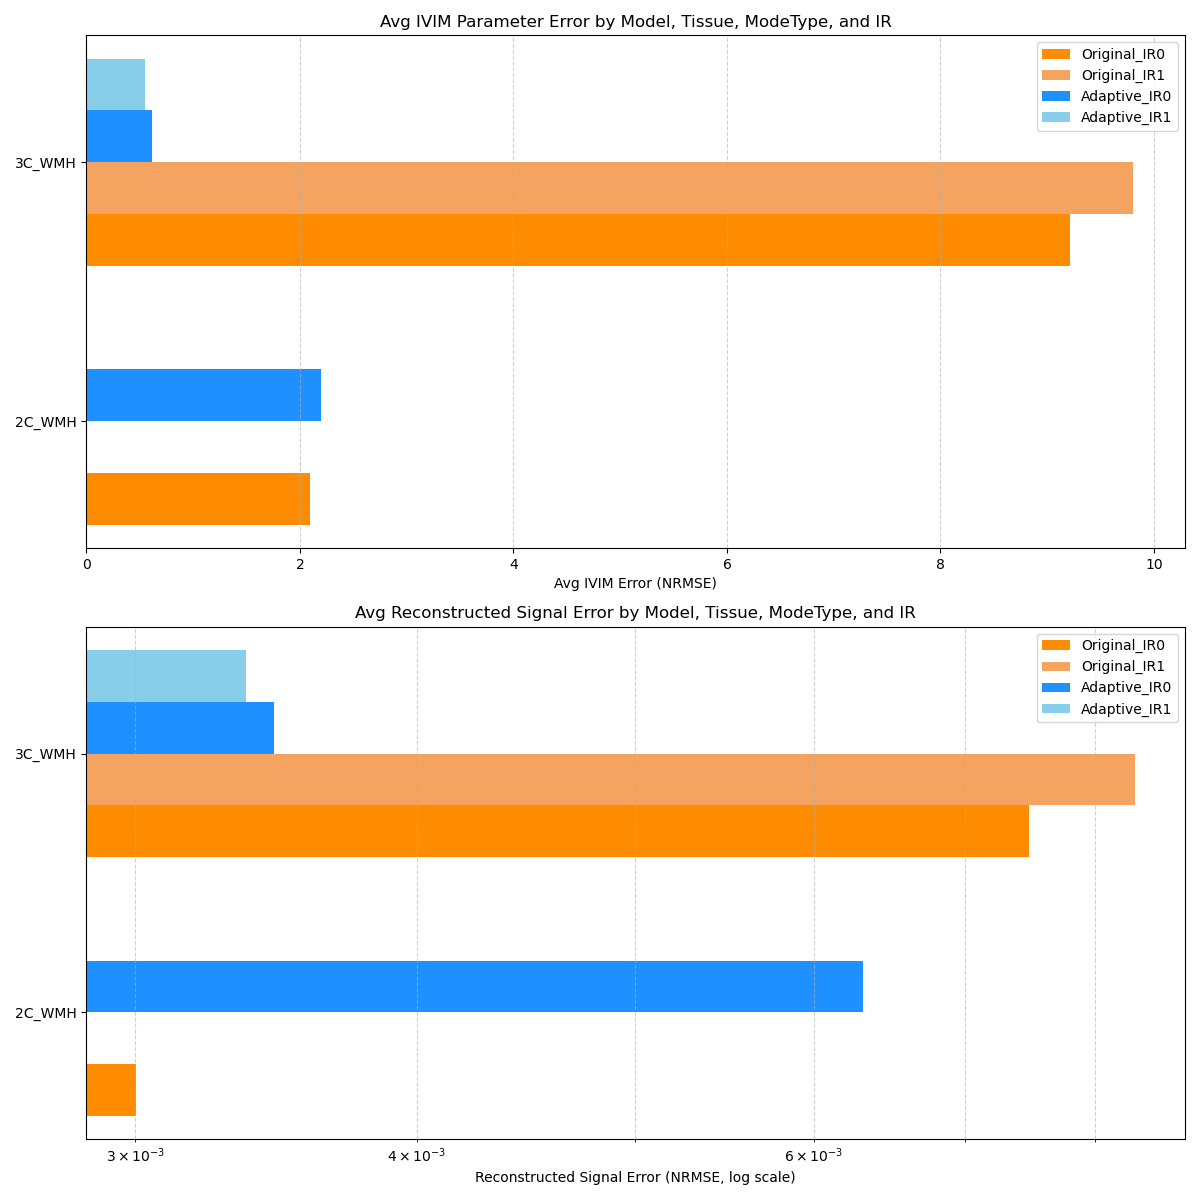 Avg IVIM Parameter Error by Model, Tissue, ModeType, and IR
Original_IR0
Original_IR1
Adaptive_IR0
Adaptive_IR1
3C_WMH
2C_WMH
0 2 4 6 8 10
Avg IVIM Error (NRMSE)
Avg Reconstructed Signal Error by Model, Tissue, ModeType, and IR
Original_IR0
Original_IR1
Adaptive_IR0
Adaptive_IR1
3C_WMH
2C_WMH
3 × 10⁻³ 4 × 10⁻³ 6 × 10⁻³
Reconstructed Signal Error (NRMSE, log scale)